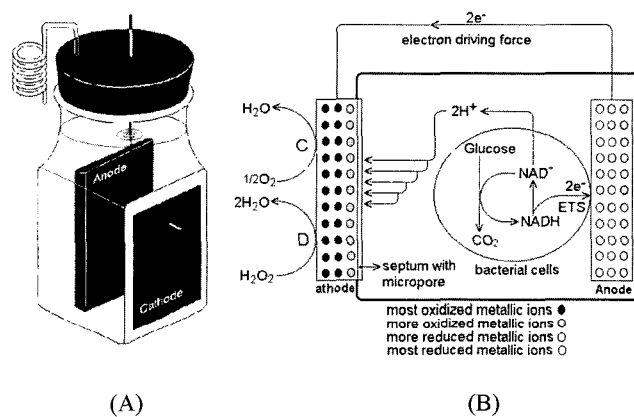 Anode
Cathode
2e-
electron driving force
H2O
C
1/2O2
2H2O
D
H2O2
2H+
Glucose
NAD+
2e-
ETS
NADH
CO2
bacterial cells
septum with
micropore
athode
Anode
most oxidized metallic ions
more oxidized metallic ions
more reduced metallic ions
most reduced metallic ions
(A)
(B)